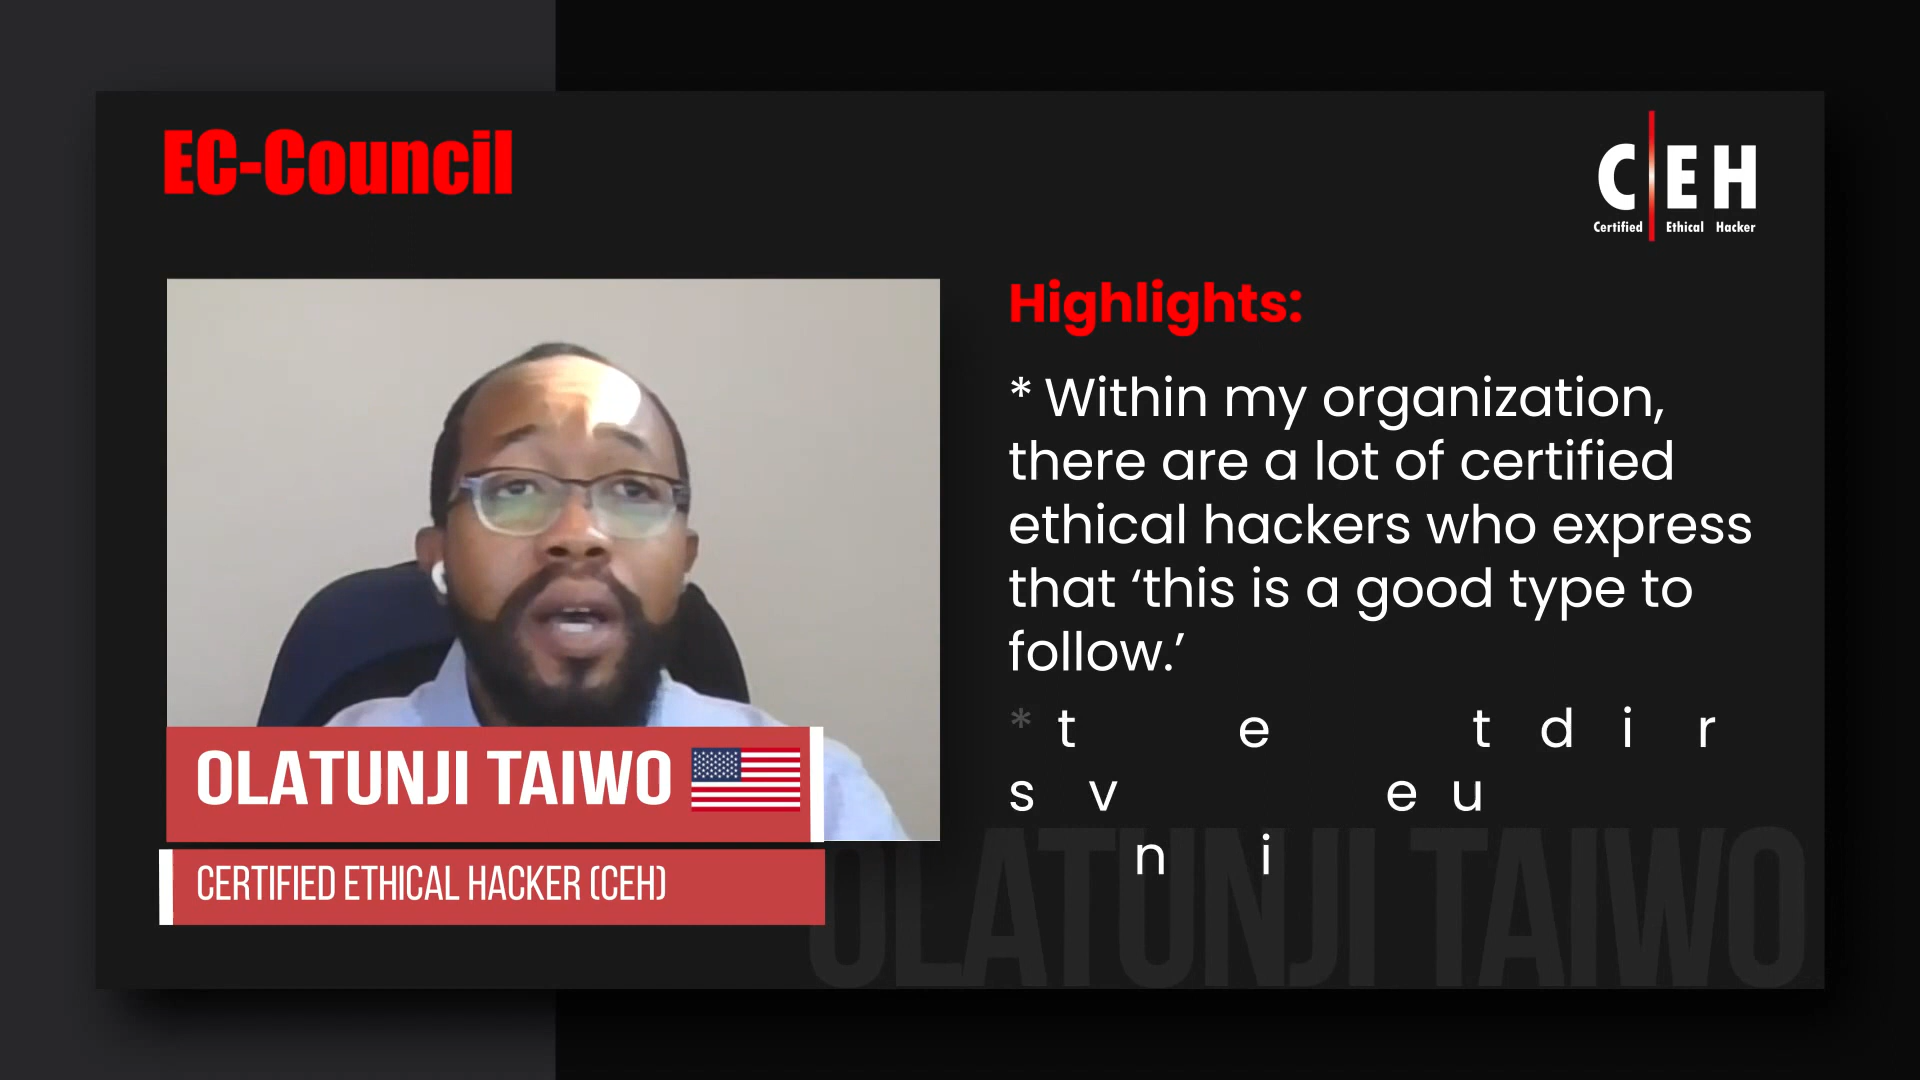 EC-Council
CEH
Certified Ethical Hacker
Highlights:
* Within my organization,
there are a lot of certified
ethical hackers who express
that ‘this is a good type to
follow.’
* t e t d i r
s v e u
n i
OLATUNJI TAIWO
CERTIFIED ETHICAL HACKER (CEH)
OLATUNJI TAIWO